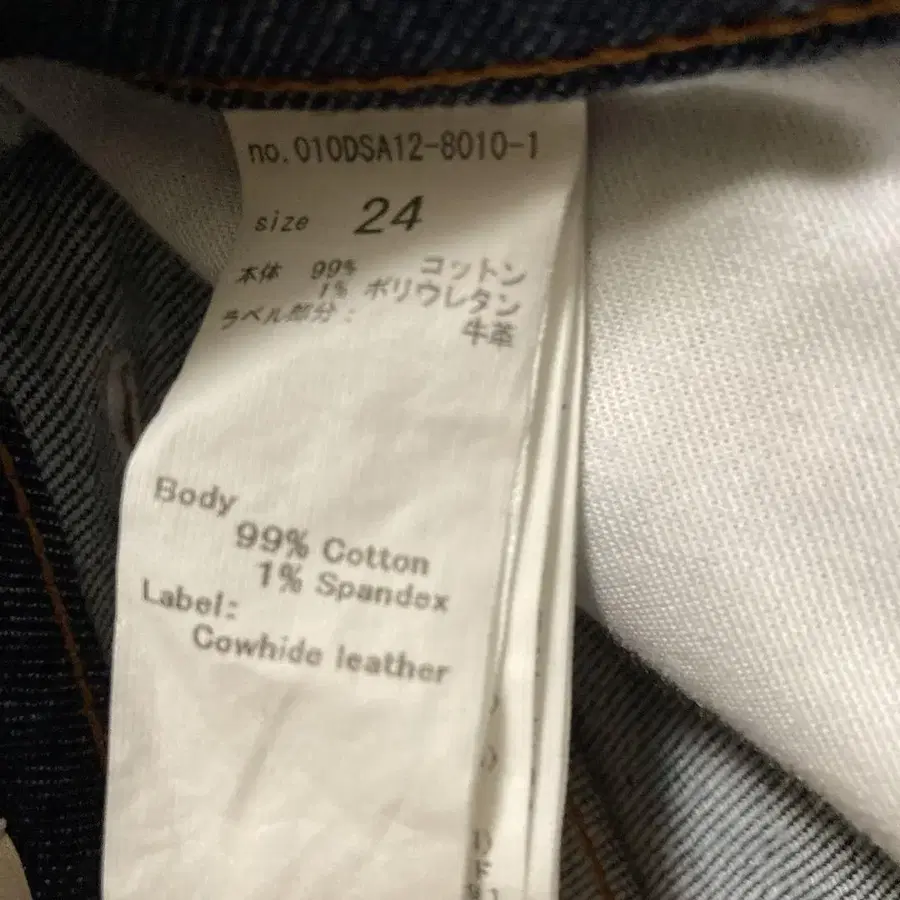 no.010DSA12-8010-1
size 24
本体 99% コットン
1% ポリウレタン
ラベル部分: 牛革
Body
99% Cotton
1% Spandex
Label:
Cowhide leather